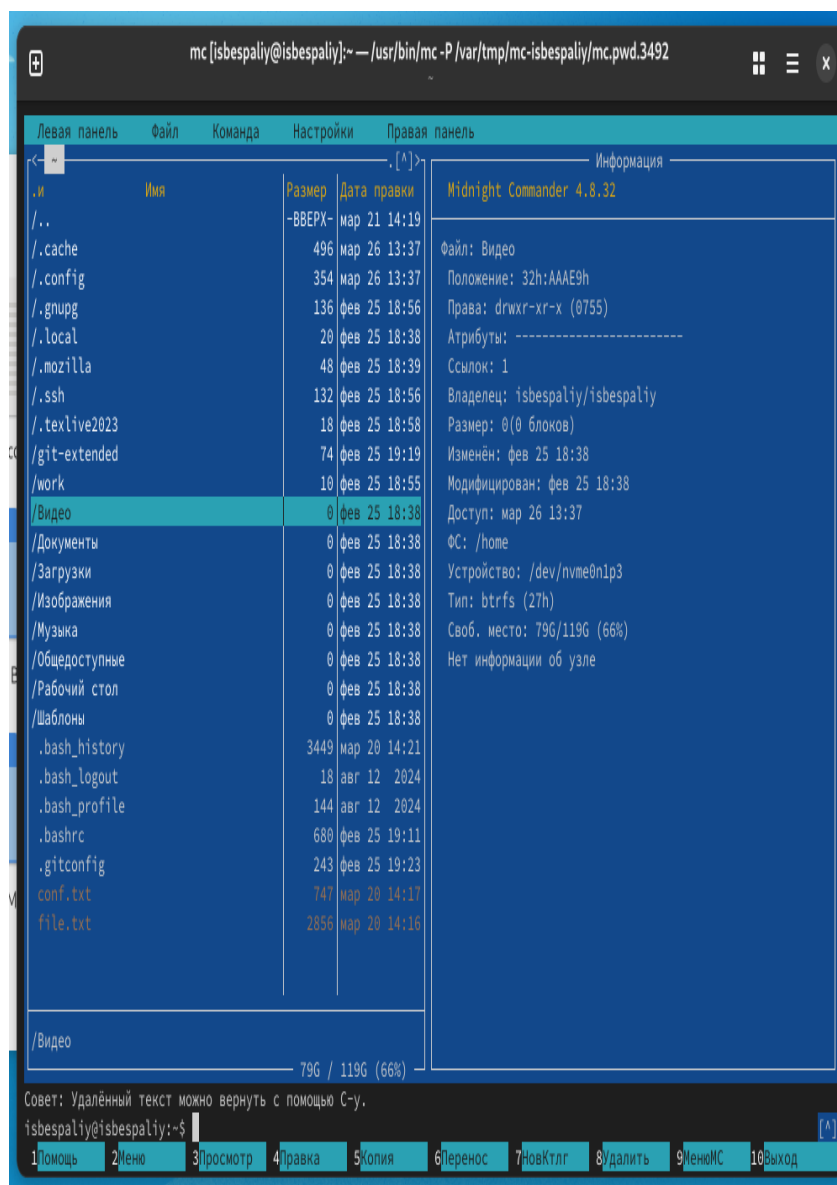 mc [isbespaliy@isbespaliy]:~ — /usr/bin/mc -P /var/tmp/mc-isbespaliy/mc.pwd.3492
~
Левая панель Файл Команда Настройки Правая панель
<─ ~ ─.[^]>
.и Имя Размер Дата правки
/.. -ВВЕРХ- мар 21 14:19
/.cache 496 мар 26 13:37
/.config 354 мар 26 13:37
/.gnupg 136 фев 25 18:56
/.local 20 фев 25 18:38
/.mozilla 48 фев 25 18:39
/.ssh 132 фев 25 18:56
/.texlive2023 18 фев 25 18:58
/git-extended 74 фев 25 19:19
/work 10 фев 25 18:55
/Видео 0 фев 25 18:38
/Документы 0 фев 25 18:38
/Загрузки 0 фев 25 18:38
/Изображения 0 фев 25 18:38
/Музыка 0 фев 25 18:38
/Общедоступные 0 фев 25 18:38
/Рабочий стол 0 фев 25 18:38
/Шаблоны 0 фев 25 18:38
.bash_history 3449 мар 20 14:21
.bash_logout 18 авг 12 2024
.bash_profile 144 авг 12 2024
.bashrc 680 фев 25 19:11
.gitconfig 243 фев 25 19:23
conf.txt 747 мар 20 14:17
file.txt 2856 мар 20 14:16
/Видео
79G / 119G (66%)
Информация
Midnight Commander 4.8.32
Файл: Видео
Положение: 32h:AAAE9h
Права: drwxr-xr-x (0755)
Атрибуты: ------------------------
Ссылок: 1
Владелец: isbespaliy/isbespaliy
Размер: 0(0 блоков)
Изменён: фев 25 18:38
Модифицирован: фев 25 18:38
Доступ: мар 26 13:37
ФС: /home
Устройство: /dev/nvme0n1p3
Тип: btrfs (27h)
Своб. место: 79G/119G (66%)
Нет информации об узле
Совет: Удалённый текст можно вернуть с помощью C-y.
isbespaliy@isbespaliy:~$ [^]
1Помощь 2Меню 3Просмотр 4Правка 5Копия 6Перенос 7НовКтлг 8Удалить 9МенюМС 10Выход